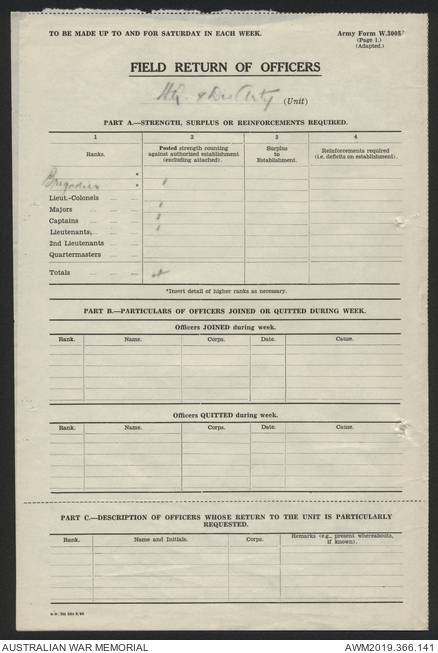 TO BE MADE UP TO AND FOR SATURDAY IN EACH WEEK.
Army Form W.3008
(Page 1.)
(Adapted.)
FIELD RETURN OF OFFICERS
(Unit)
PART A.—STRENGTH, SURPLUS OR REINFORCEMENTS REQUIRED.
1 2 3 4
Ranks. Posted strength counting against authorized establishment (excluding attached). Surplus to Establishment. Reinforcements required (i.e. deficits on establishment).
*
Brigadier * 1
Lieut.-Colonels
Majors 1
Captains 1
Lieutenants, 1
2nd Lieutenants
Quartermasters
Totals
*Insert detail of higher ranks as necessary.
PART B.—PARTICULARS OF OFFICERS JOINED OR QUITTED DURING WEEK.
Officers JOINED during week.
Rank. Name. Corps. Date. Cause.
Officers QUITTED during week.
Rank. Name. Corps. Date. Cause.
PART C.—DESCRIPTION OF OFFICERS WHOSE RETURN TO THE UNIT IS PARTICULARLY
REQUESTED.
Rank. Name and Initials. Corps. Remarks (e.g., present whereabouts, if known).
AUSTRALIAN WAR MEMORIAL AWM2019.366.141